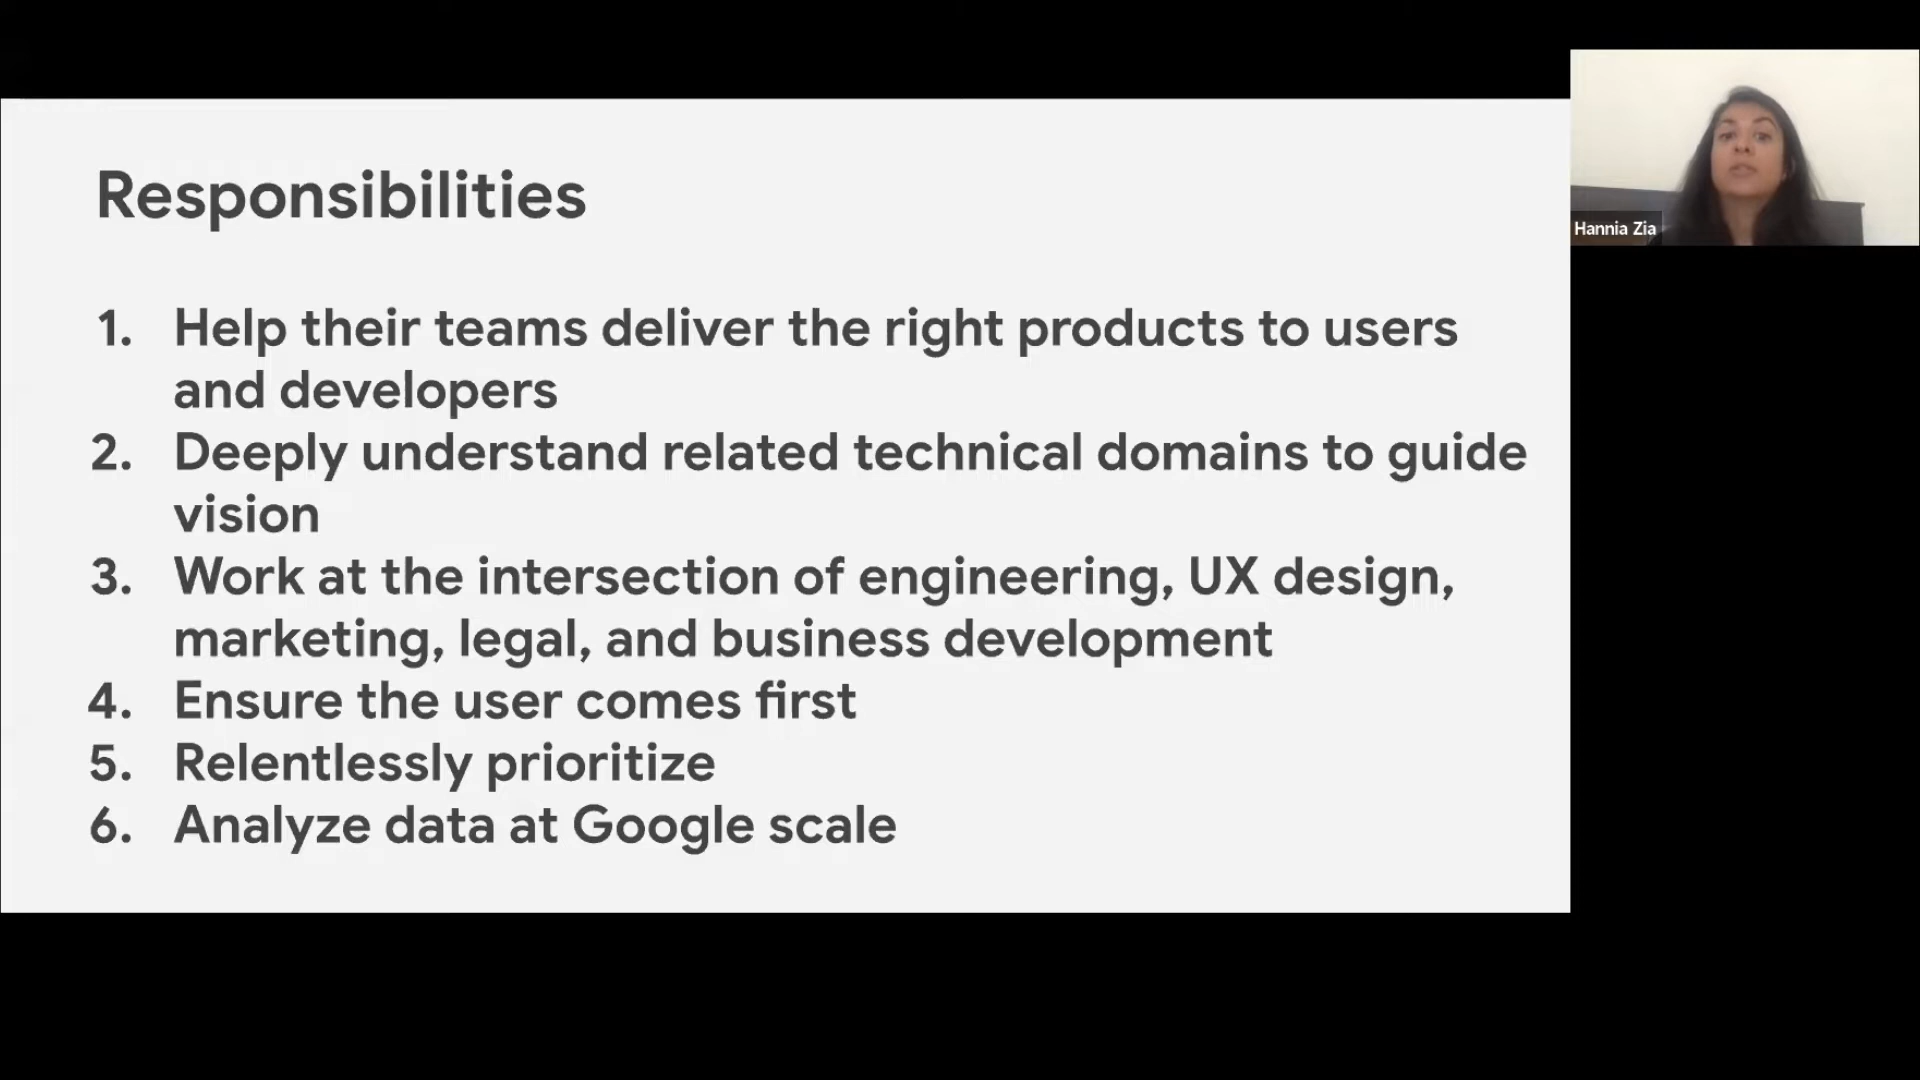 Responsibilities
1. Help their teams deliver the right products to users
and developers
2. Deeply understand related technical domains to guide
vision
3. Work at the intersection of engineering, UX design,
marketing, legal, and business development
4. Ensure the user comes first
5. Relentlessly prioritize
6. Analyze data at Google scale
Hannia Zia